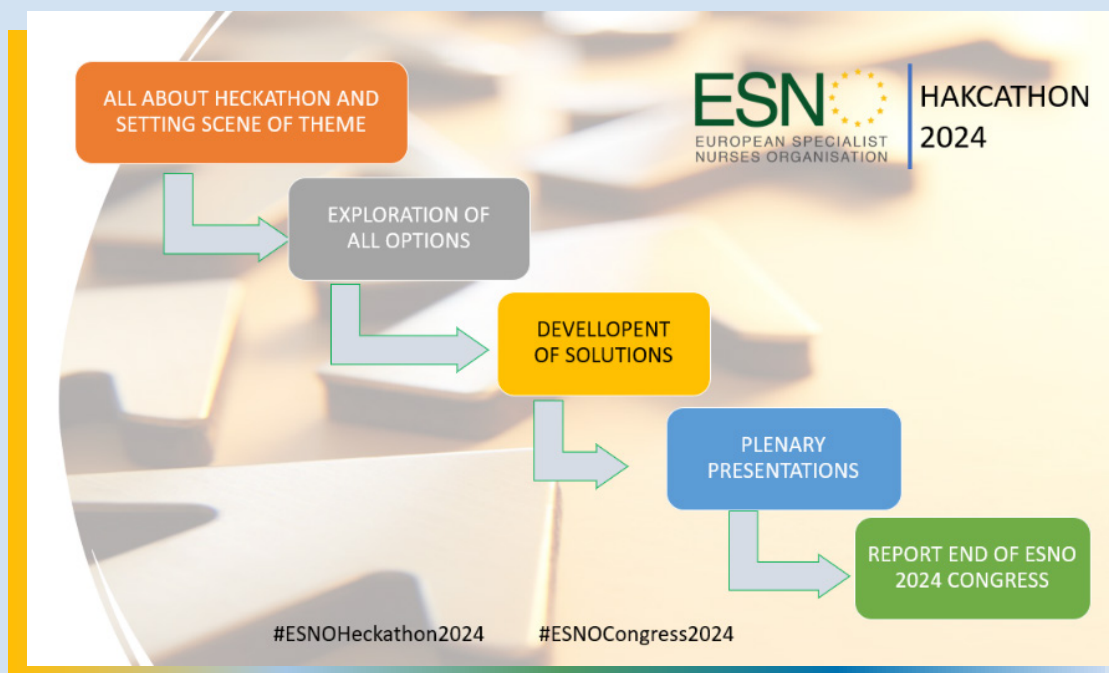 ALL ABOUT HECKATHON AND
SETTING SCENE OF THEME
ESNO
EUROPEAN SPECIALIST
NURSES ORGANISATION
HAKCATHON
2024
EXPLORATION OF
ALL OPTIONS
DEVELLOPENT
OF SOLUTIONS
PLENARY
PRESENTATIONS
REPORT END OF ESNO
2024 CONGRESS
#ESNOHeckathon2024
#ESNOCongress2024